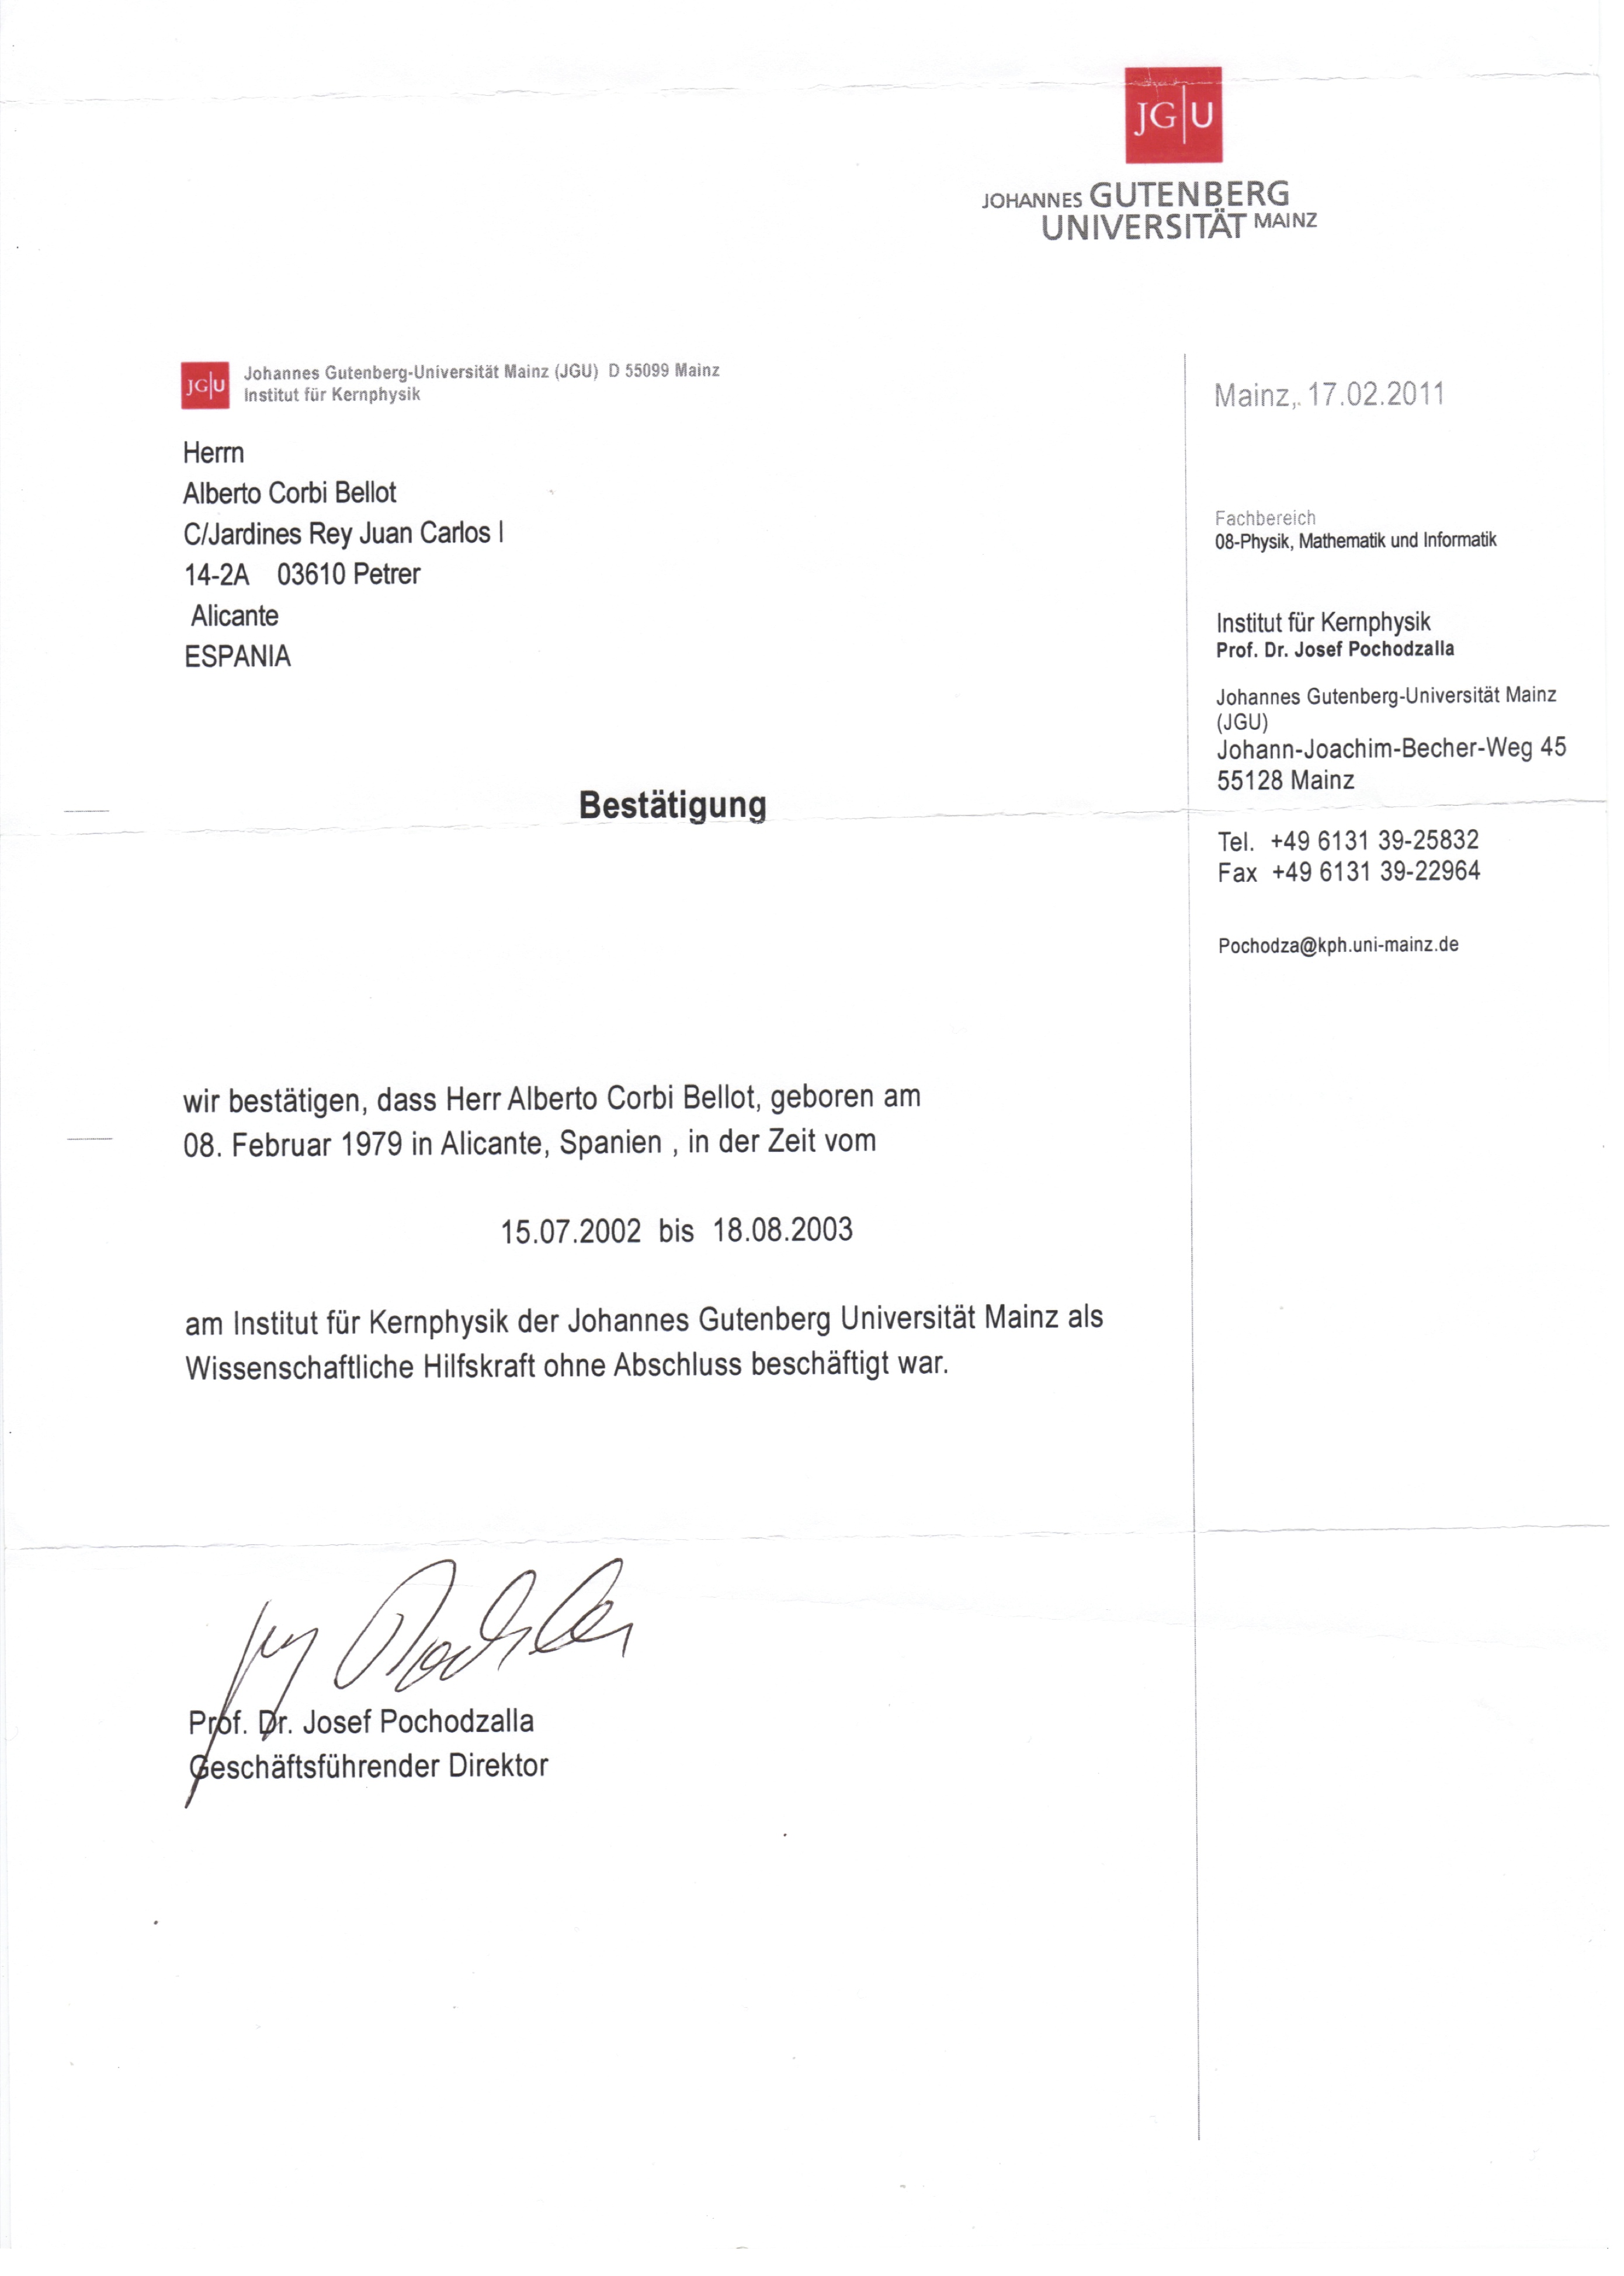 JG|U
JOHANNES GUTENBERG
UNIVERSITÄT MAINZ
JG|U
Johannes Gutenberg-Universität Mainz (JGU) D 55099 Mainz
Institut für Kernphysik
Herrn
Alberto Corbi Bellot
C/Jardines Rey Juan Carlos I
14-2A 03610 Petrer
Alicante
ESPANIA
Mainz,. 17.02.2011
Fachbereich
08-Physik, Mathematik und Informatik
Institut für Kernphysik
Prof. Dr. Josef Pochodzalla
Johannes Gutenberg-Universität Mainz
(JGU)
Johann-Joachim-Becher-Weg 45
55128 Mainz
Tel. +49 6131 39-25832
Fax +49 6131 39-22964
Pochodza@kph.uni-mainz.de
Bestätigung
wir bestätigen, dass Herr Alberto Corbi Bellot, geboren am
08. Februar 1979 in Alicante, Spanien , in der Zeit vom
15.07.2002 bis 18.08.2003
am Institut für Kernphysik der Johannes Gutenberg Universität Mainz als
Wissenschaftliche Hilfskraft ohne Abschluss beschäftigt war.
Prof. Dr. Josef Pochodzalla
Geschäftsführender Direktor